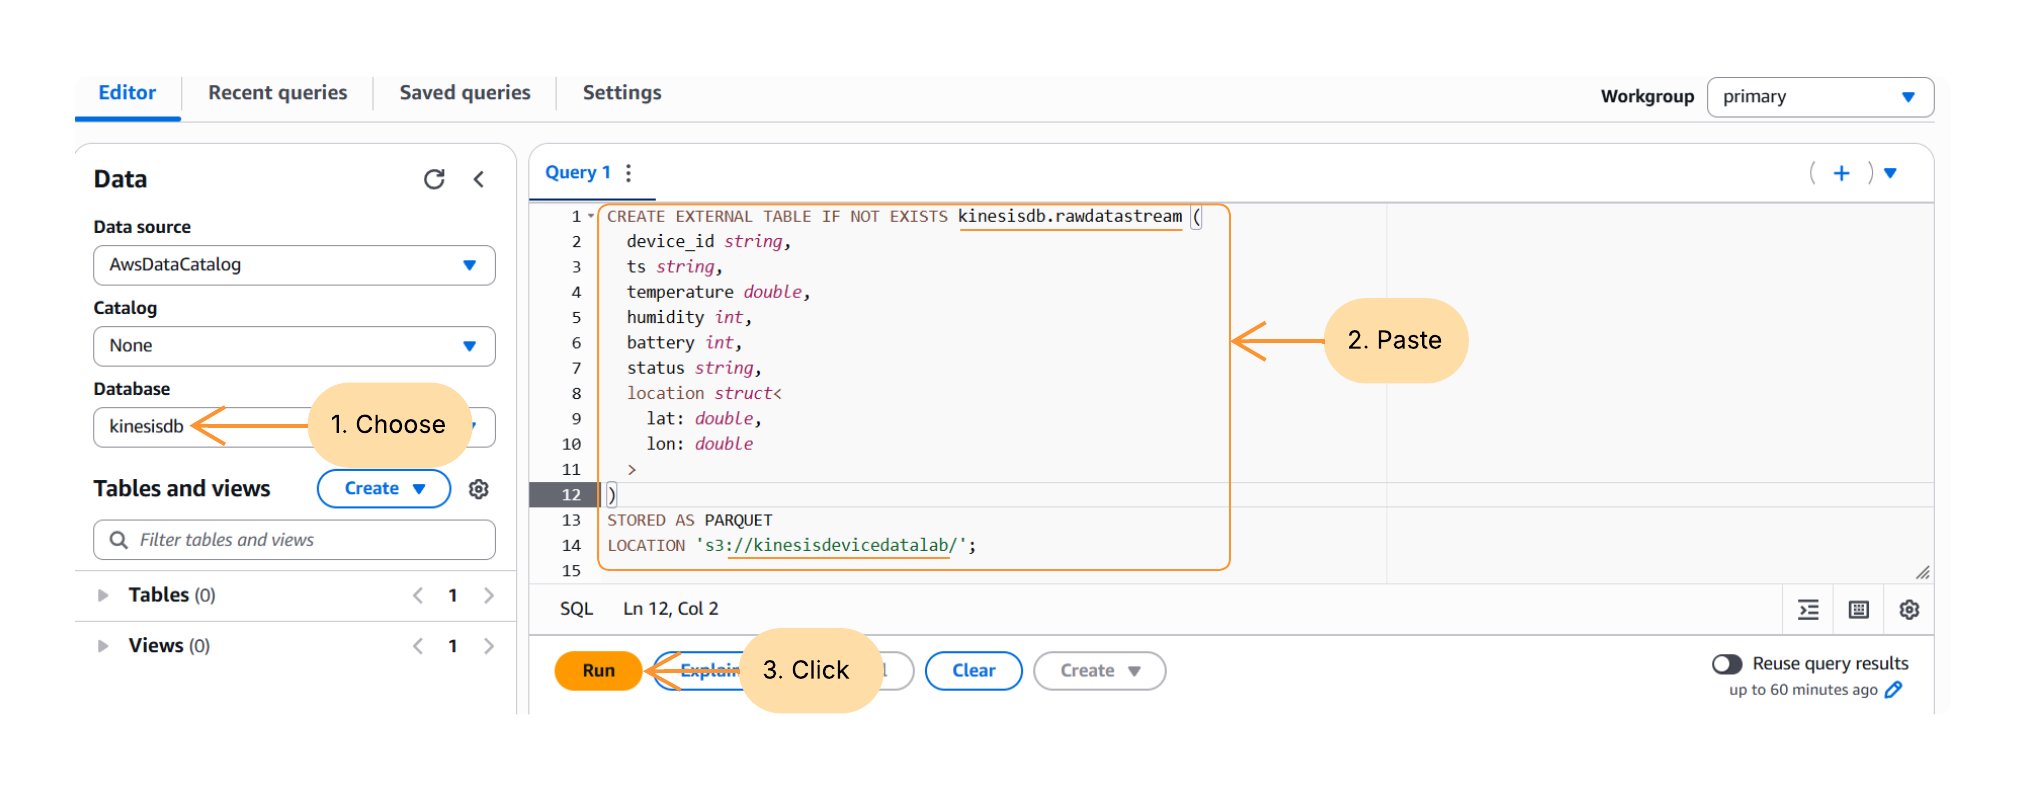 Editor
Recent queries
Saved queries
Settings
Workgroup
primary
Data
Data source
AwsDataCatalog
Catalog
None
Database
kinesisdb
1. Choose
Tables and views
Create
Filter tables and views
Tables (0)
1
Views (0)
1
Query 1
1 CREATE EXTERNAL TABLE IF NOT EXISTS kinesisdb.rawdatastream (
2 device_id string,
3 ts string,
4 temperature double,
5 humidity int,
6 battery int,
7 status string,
8 location struct<
9 lat: double,
10 lon: double
11 >
12 )
13 STORED AS PARQUET
14 LOCATION 's3://kinesisdevicedatalab/';
15
2. Paste
SQL
Ln 12, Col 2
Run
Explain
3. Click
Clear
Create
Reuse query results
up to 60 minutes ago